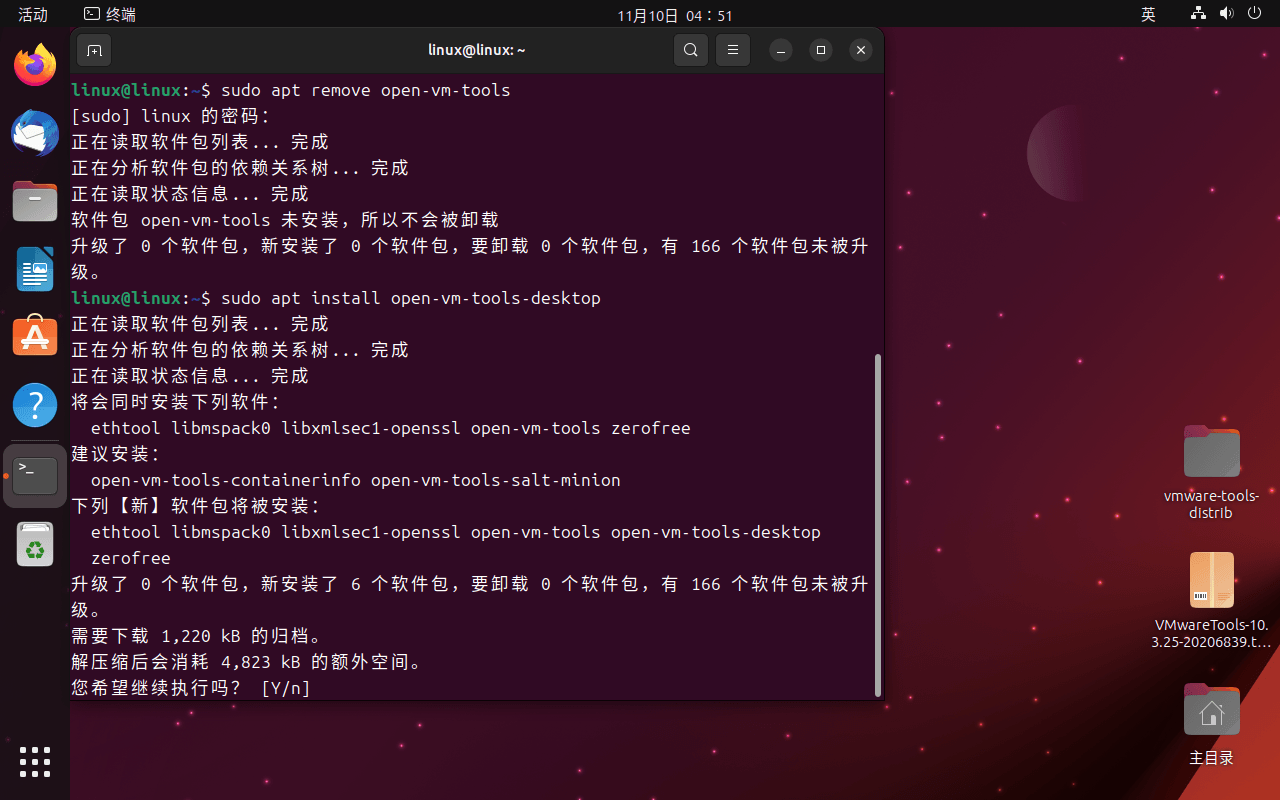 活动
终端
11月10日 04：51
英
linux@linux: ~
linux@linux:~$ sudo apt remove open-vm-tools
[sudo] linux 的密码：
正在读取软件包列表... 完成
正在分析软件包的依赖关系树... 完成
正在读取状态信息... 完成
软件包 open-vm-tools 未安装，所以不会被卸载
升级了 0 个软件包，新安装了 0 个软件包，要卸载 0 个软件包，有 166 个软件包未被升
级。
linux@linux:~$ sudo apt install open-vm-tools-desktop
正在读取软件包列表... 完成
正在分析软件包的依赖关系树... 完成
正在读取状态信息... 完成
将会同时安装下列软件：
ethtool libmspack0 libxmlsec1-openssl open-vm-tools zerofree
建议安装：
open-vm-tools-containerinfo open-vm-tools-salt-minion
下列【新】软件包将被安装：
ethtool libmspack0 libxmlsec1-openssl open-vm-tools open-vm-tools-desktop
zerofree
升级了 0 个软件包，新安装了 6 个软件包，要卸载 0 个软件包，有 166 个软件包未被升
级。
需要下载 1,220 kB 的归档。
解压缩后会消耗 4,823 kB 的额外空间。
您希望继续执行吗？ [Y/n]
vmware-tools-
distrib
VMwareTools-10.
3.25-20206839.t…
主目录